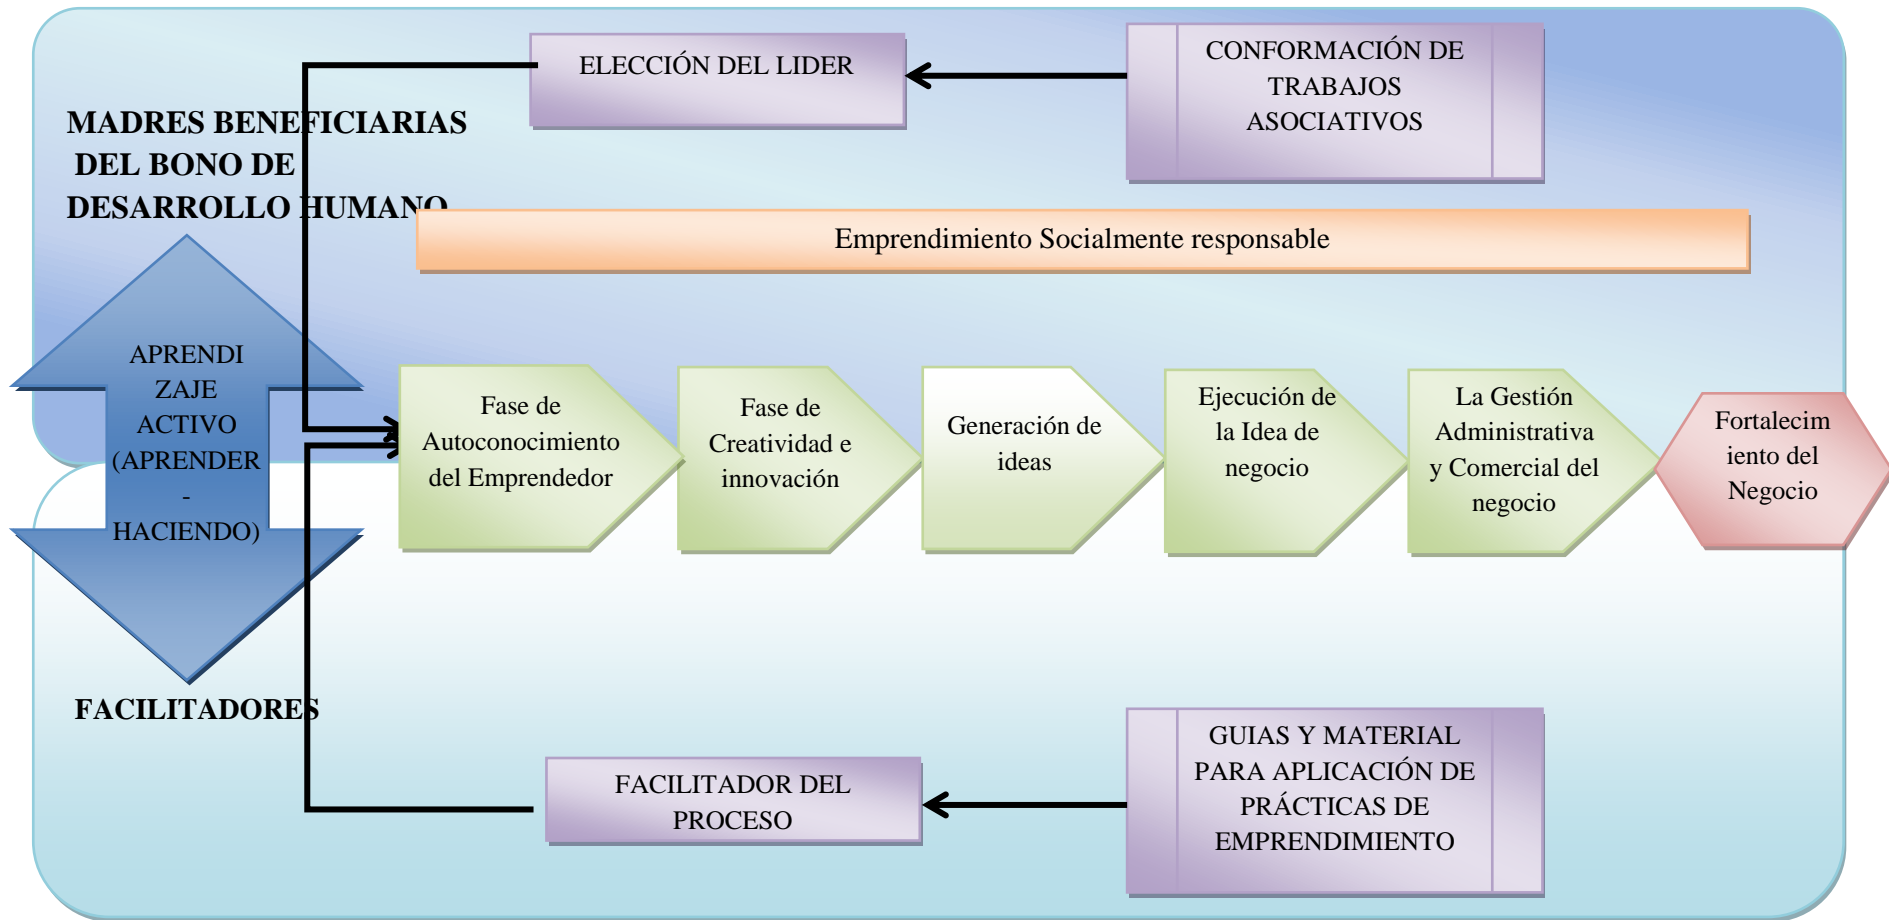 ELECCIÓN DEL LIDER
CONFORMACIÓN DE
TRABAJOS
ASOCIATIVOS
MADRES BENEFICIARIAS
DEL BONO DE
DESARROLLO HUMANO
Emprendimiento Socialmente responsable
APRENDI
ZAJE
ACTIVO
(APRENDER
-
HACIENDO)
Fase de
Autoconocimiento
del Emprendedor
Fase de
Creatividad e
innovación
Generación de
ideas
Ejecución de
la Idea de
negocio
La Gestión
Administrativa
y Comercial del
negocio
Fortalecim
iento del
Negocio
FACILITADORES
FACILITADOR DEL
PROCESO
GUIAS Y MATERIAL
PARA APLICACIÓN DE
PRÁCTICAS DE
EMPRENDIMIENTO